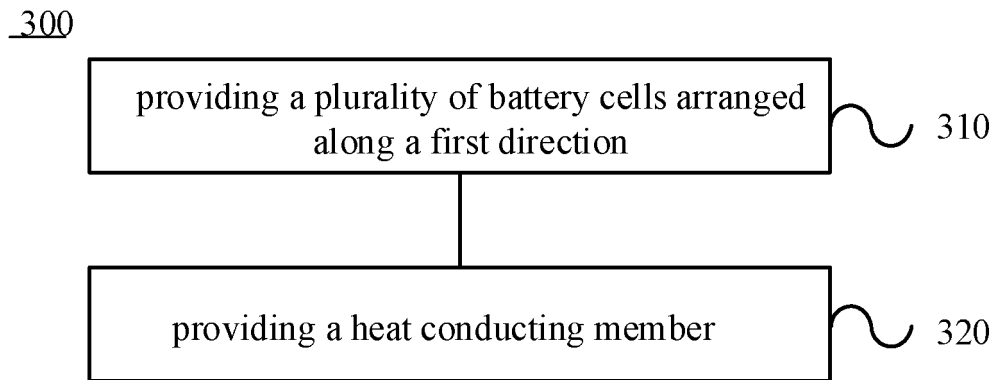 300
providing a plurality of battery cells arranged
along a first direction
310
providing a heat conducting member
320